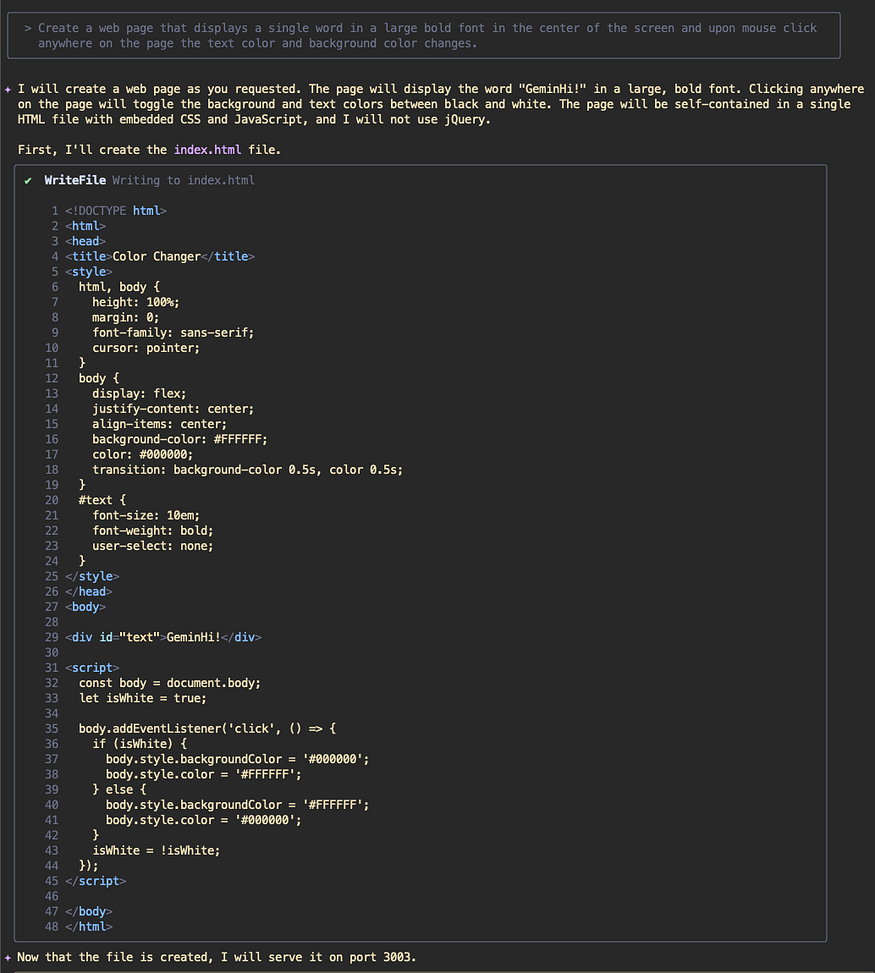 > Create a web page that displays a single word in a large bold font in the center of the screen and upon mouse click
anywhere on the page the text color and background color changes.
✦ I will create a web page as you requested. The page will display the word "GeminHi!" in a large, bold font. Clicking anywhere
on the page will toggle the background and text colors between black and white. The page will be self-contained in a single
HTML file with embedded CSS and JavaScript, and I will not use jQuery.
First, I'll create the index.html file.
✔ WriteFile Writing to index.html
1 <!DOCTYPE html>
2 <html>
3 <head>
4 <title>Color Changer</title>
5 <style>
6   html, body {
7     height: 100%;
8     margin: 0;
9     font-family: sans-serif;
10     cursor: pointer;
11   }
12   body {
13     display: flex;
14     justify-content: center;
15     align-items: center;
16     background-color: #FFFFFF;
17     color: #000000;
18     transition: background-color 0.5s, color 0.5s;
19   }
20   #text {
21     font-size: 10em;
22     font-weight: bold;
23     user-select: none;
24   }
25 </style>
26 </head>
27 <body>
28
29 <div id="text">GeminHi!</div>
30
31 <script>
32   const body = document.body;
33   let isWhite = true;
34
35   body.addEventListener('click', () => {
36     if (isWhite) {
37       body.style.backgroundColor = '#000000';
38       body.style.color = '#FFFFFF';
39     } else {
40       body.style.backgroundColor = '#FFFFFF';
41       body.style.color = '#000000';
42     }
43     isWhite = !isWhite;
44   });
45 </script>
46
47 </body>
48 </html>
✦ Now that the file is created, I will serve it on port 3003.